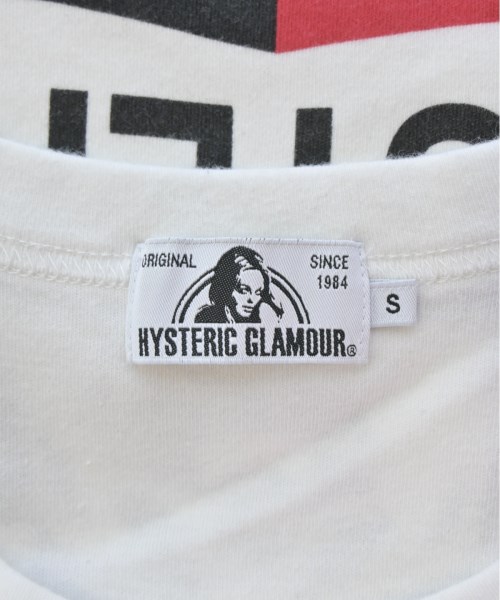 ORIGINAL
SINCE
1984
HYSTERIC GLAMOUR®
S